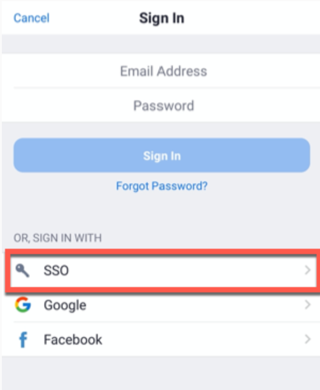 Cancel Sign In
Email Address
Password
Sign In
Forgot Password?
OR, SIGN IN WITH
SSO
Google
Facebook